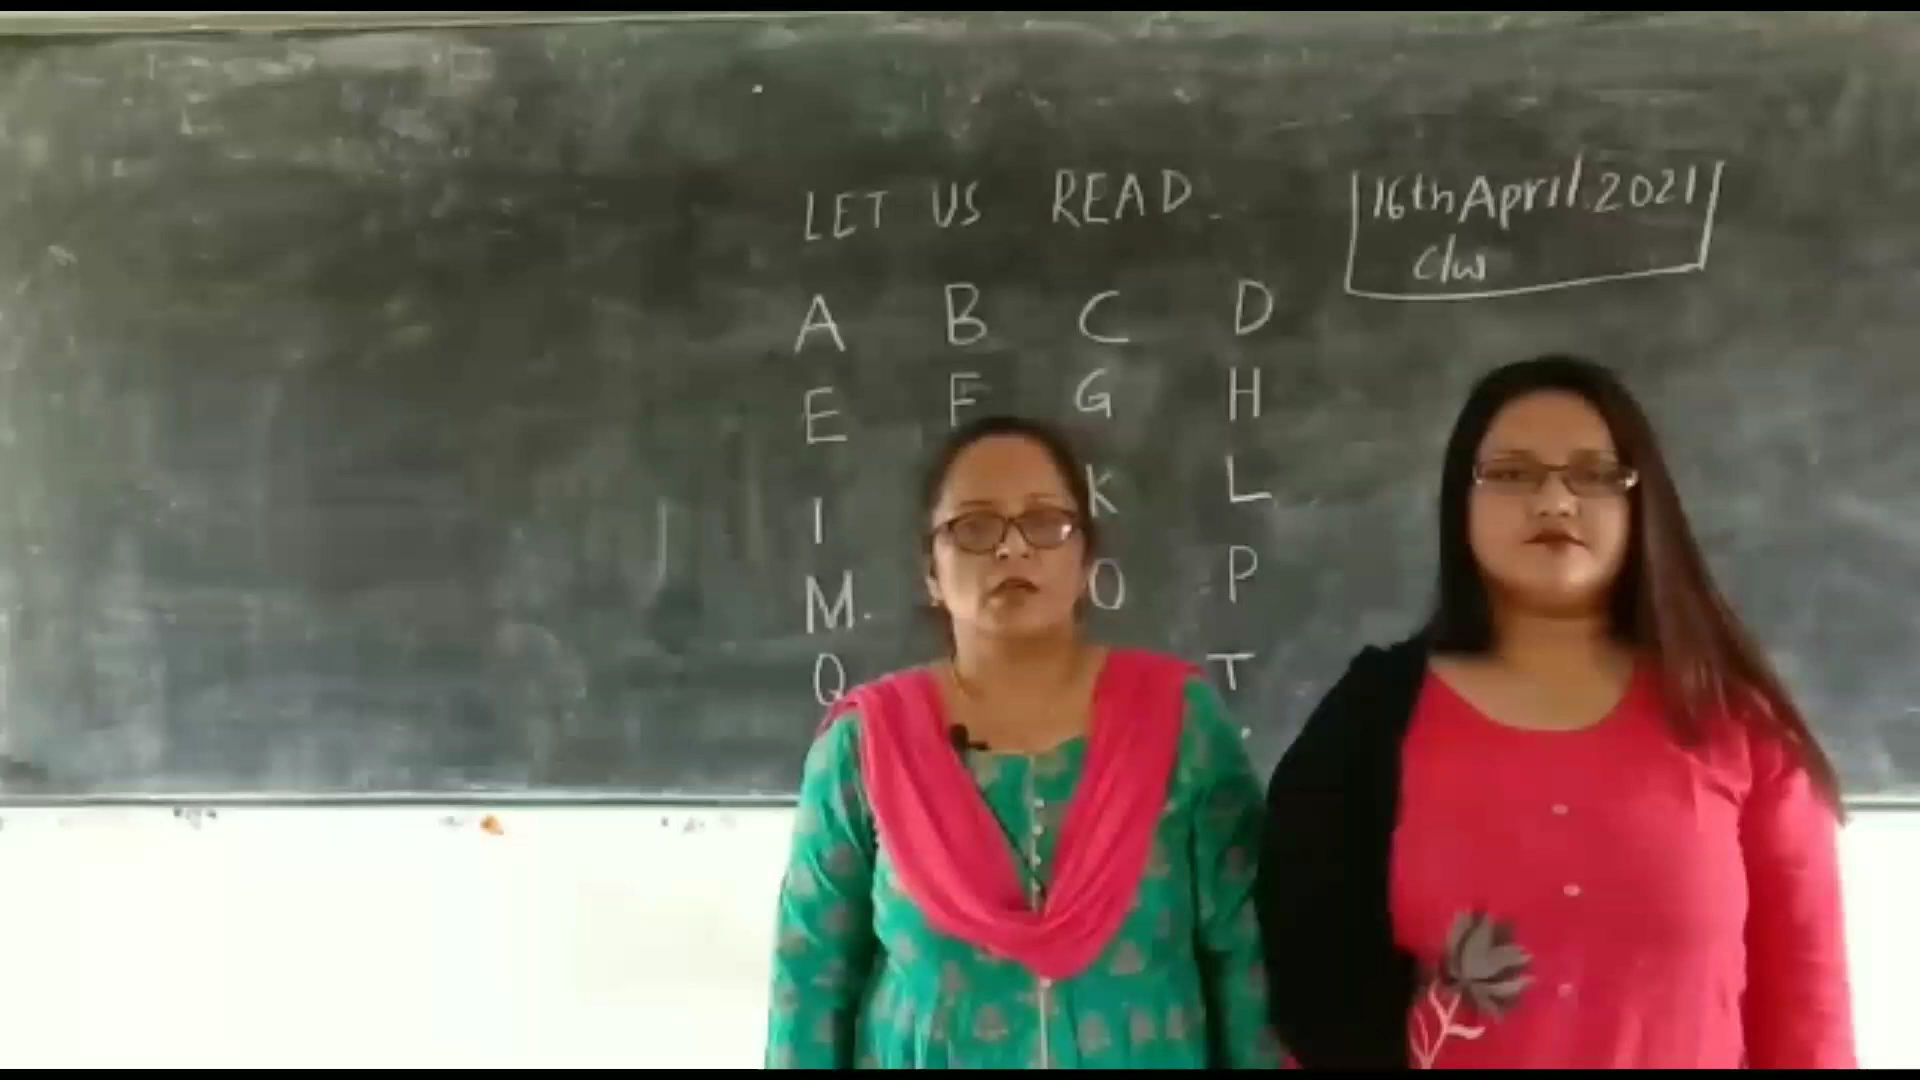 LET US READ
16th April 2021
C/w
A B C D
E F G H
I K L
M O P
Q T